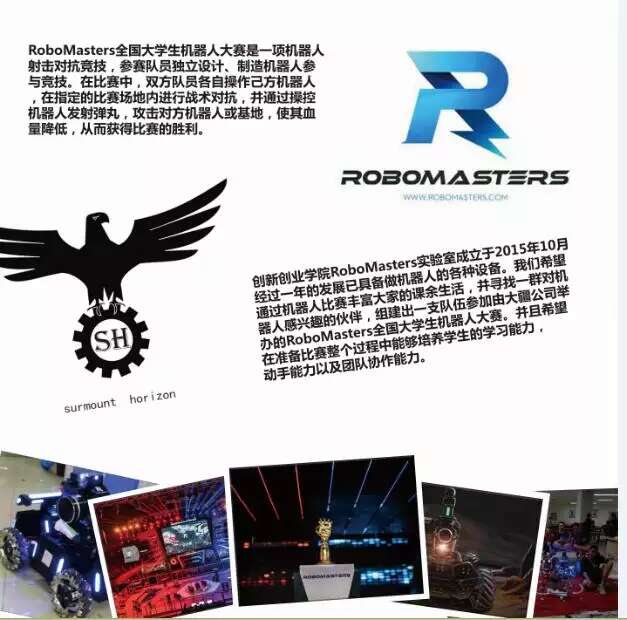 RoboMasters全国大学生机器人大赛是一项机器人
射击对抗竞技，参赛队员独立设计、制造机器人参
与竞技。在比赛中，双方队员各自操作己方机器人
，在指定的比赛场地内进行战术对抗，并通过操控
机器人发射弹丸，攻击对方机器人或基地，使其血
量降低，从而获得比赛的胜利。
ROBOMASTERS
WWW.ROBOMASTERS.COM
创新创业学院RoboMasters实验室成立于2015年10月
经过一年的发展已具备做机器人的各种设备。我们希望
通过机器人比赛丰富大家的课余生活，并寻找一群对机
器人感兴趣的伙伴，组建出一支队伍参加由大疆公司举
办的RoboMasters全国大学生机器人大赛。并且希望
在准备比赛整个过程中能够培养学生的学习能力，
动手能力以及团队协作能力。
SH
surmount horizon
ROBOMASTERS